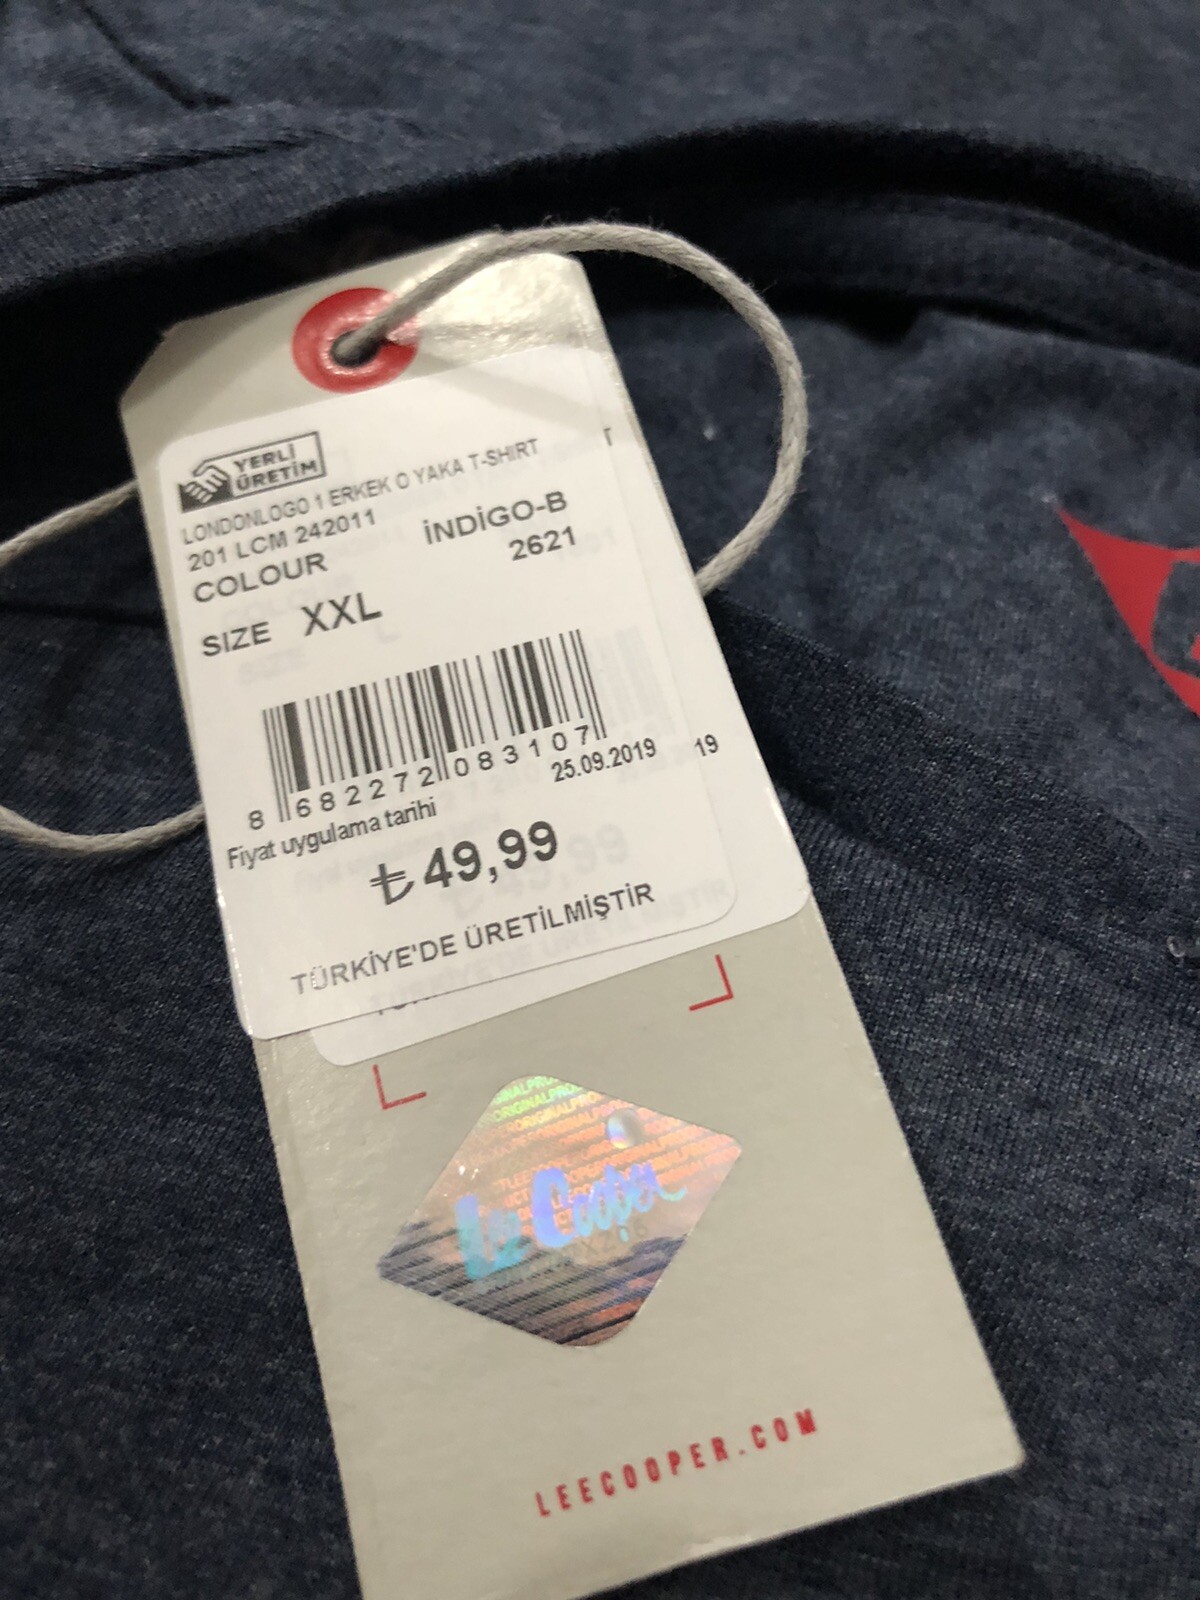 YERLİ
ÜRETİM
LONDONLOGO 1 ERKEK O YAKA T-SHIRT
201 LCM 242011
COLOUR İNDİGO-B
2621
SIZE XXL
8 682272 083107
Fiyat uygulama tarihi 25.09.2019
19
₺49,99
TÜRKİYE'DE ÜRETİLMİŞTİR
Lee Cooper
LEECOOPER.COM